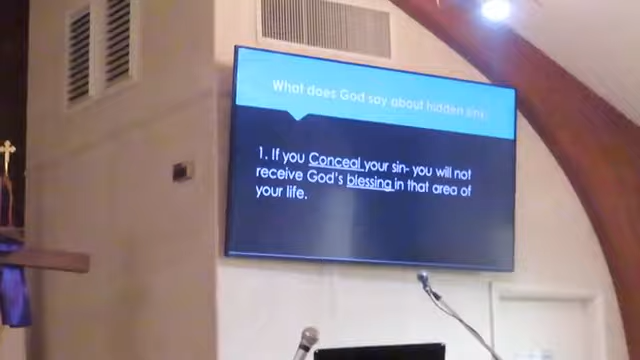 What does God say about hidden sin?
1. If you Conceal your sin- you will not
receive God's blessing in that area of
your life.